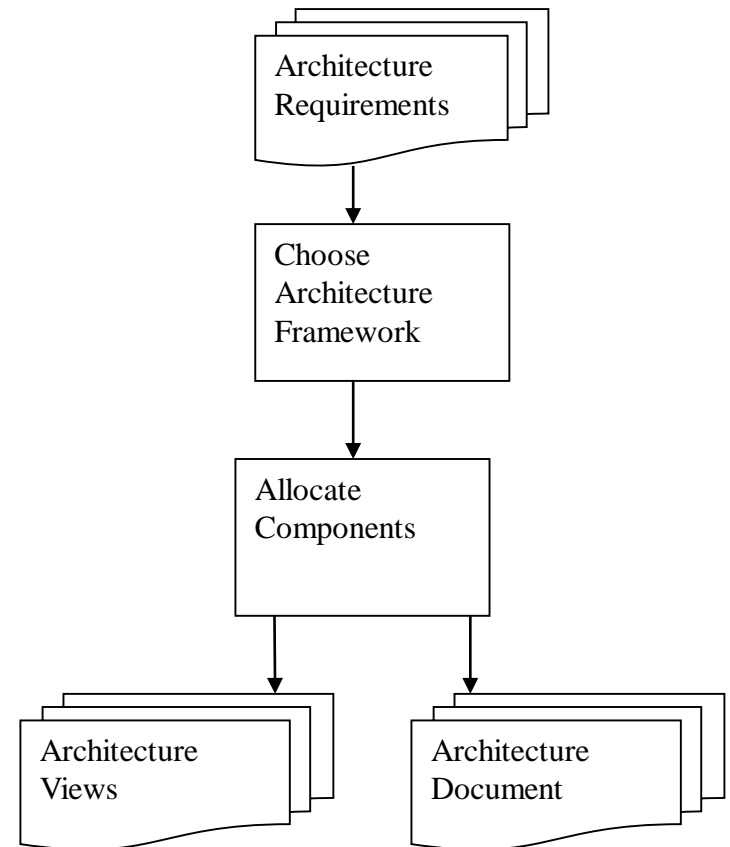 Architecture
Requirements
Choose
Architecture
Framework
Allocate
Components
Architecture
Views
Architecture
Document